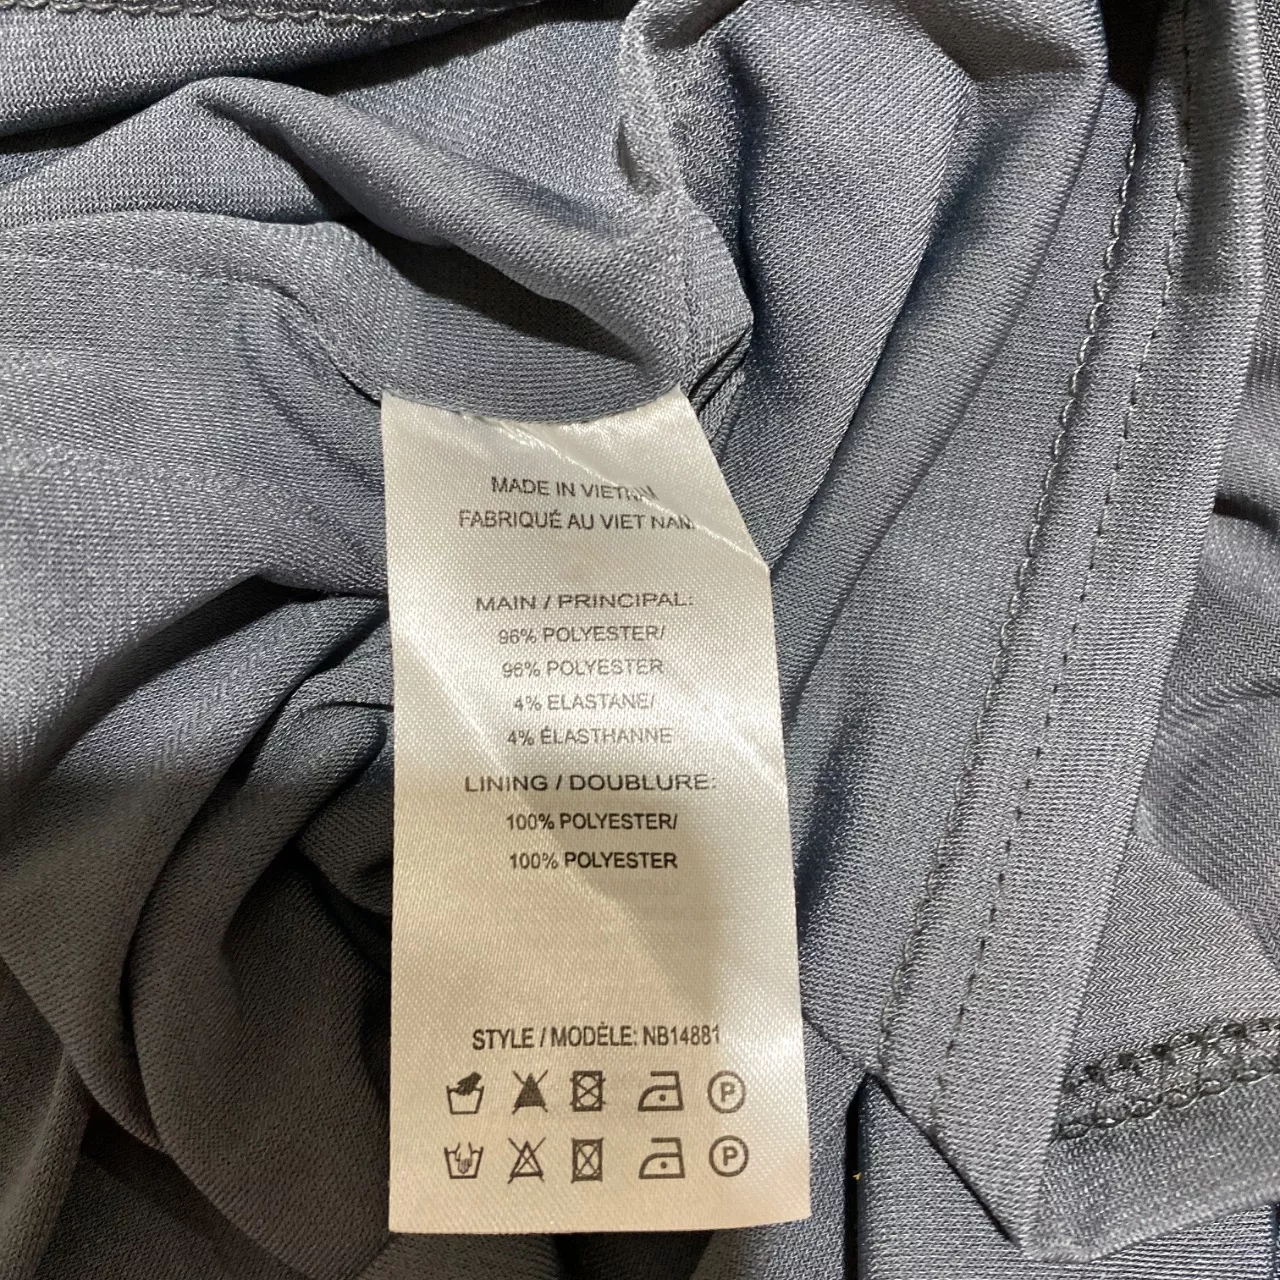 MADE IN VIETNAM
FABRIQUÉ AU VIET NAM
MAIN / PRINCIPAL:
96% POLYESTER/
96% POLYESTER
4% ELASTANE/
4% ÉLASTHANNE
LINING / DOUBLURE:
100% POLYESTER/
100% POLYESTER
STYLE / MODÈLE: NB14881
P
P